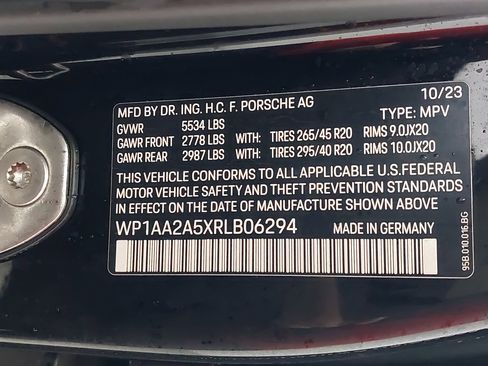 10/23
MFD BY DR. ING. H.C. F. PORSCHE AG
GVWR 5534 LBS TYPE: MPV
GAWR FRONT 2778 LBS WITH: TIRES 265/45 R20 RIMS 9.0JX20
GAWR REAR 2987 LBS WITH: TIRES 295/40 R20 RIMS 10.0JX20
THIS VEHICLE CONFORMS TO ALL APPLICABLE U.S.FEDERAL
MOTOR VEHICLE SAFETY AND THEFT PREVENTION STANDARDS
IN EFFECT ON THE DATE OF MANUFACTURE SHOWN ABOVE
WP1AA2A5XRLB06294 MADE IN GERMANY
95B.010.016.BG